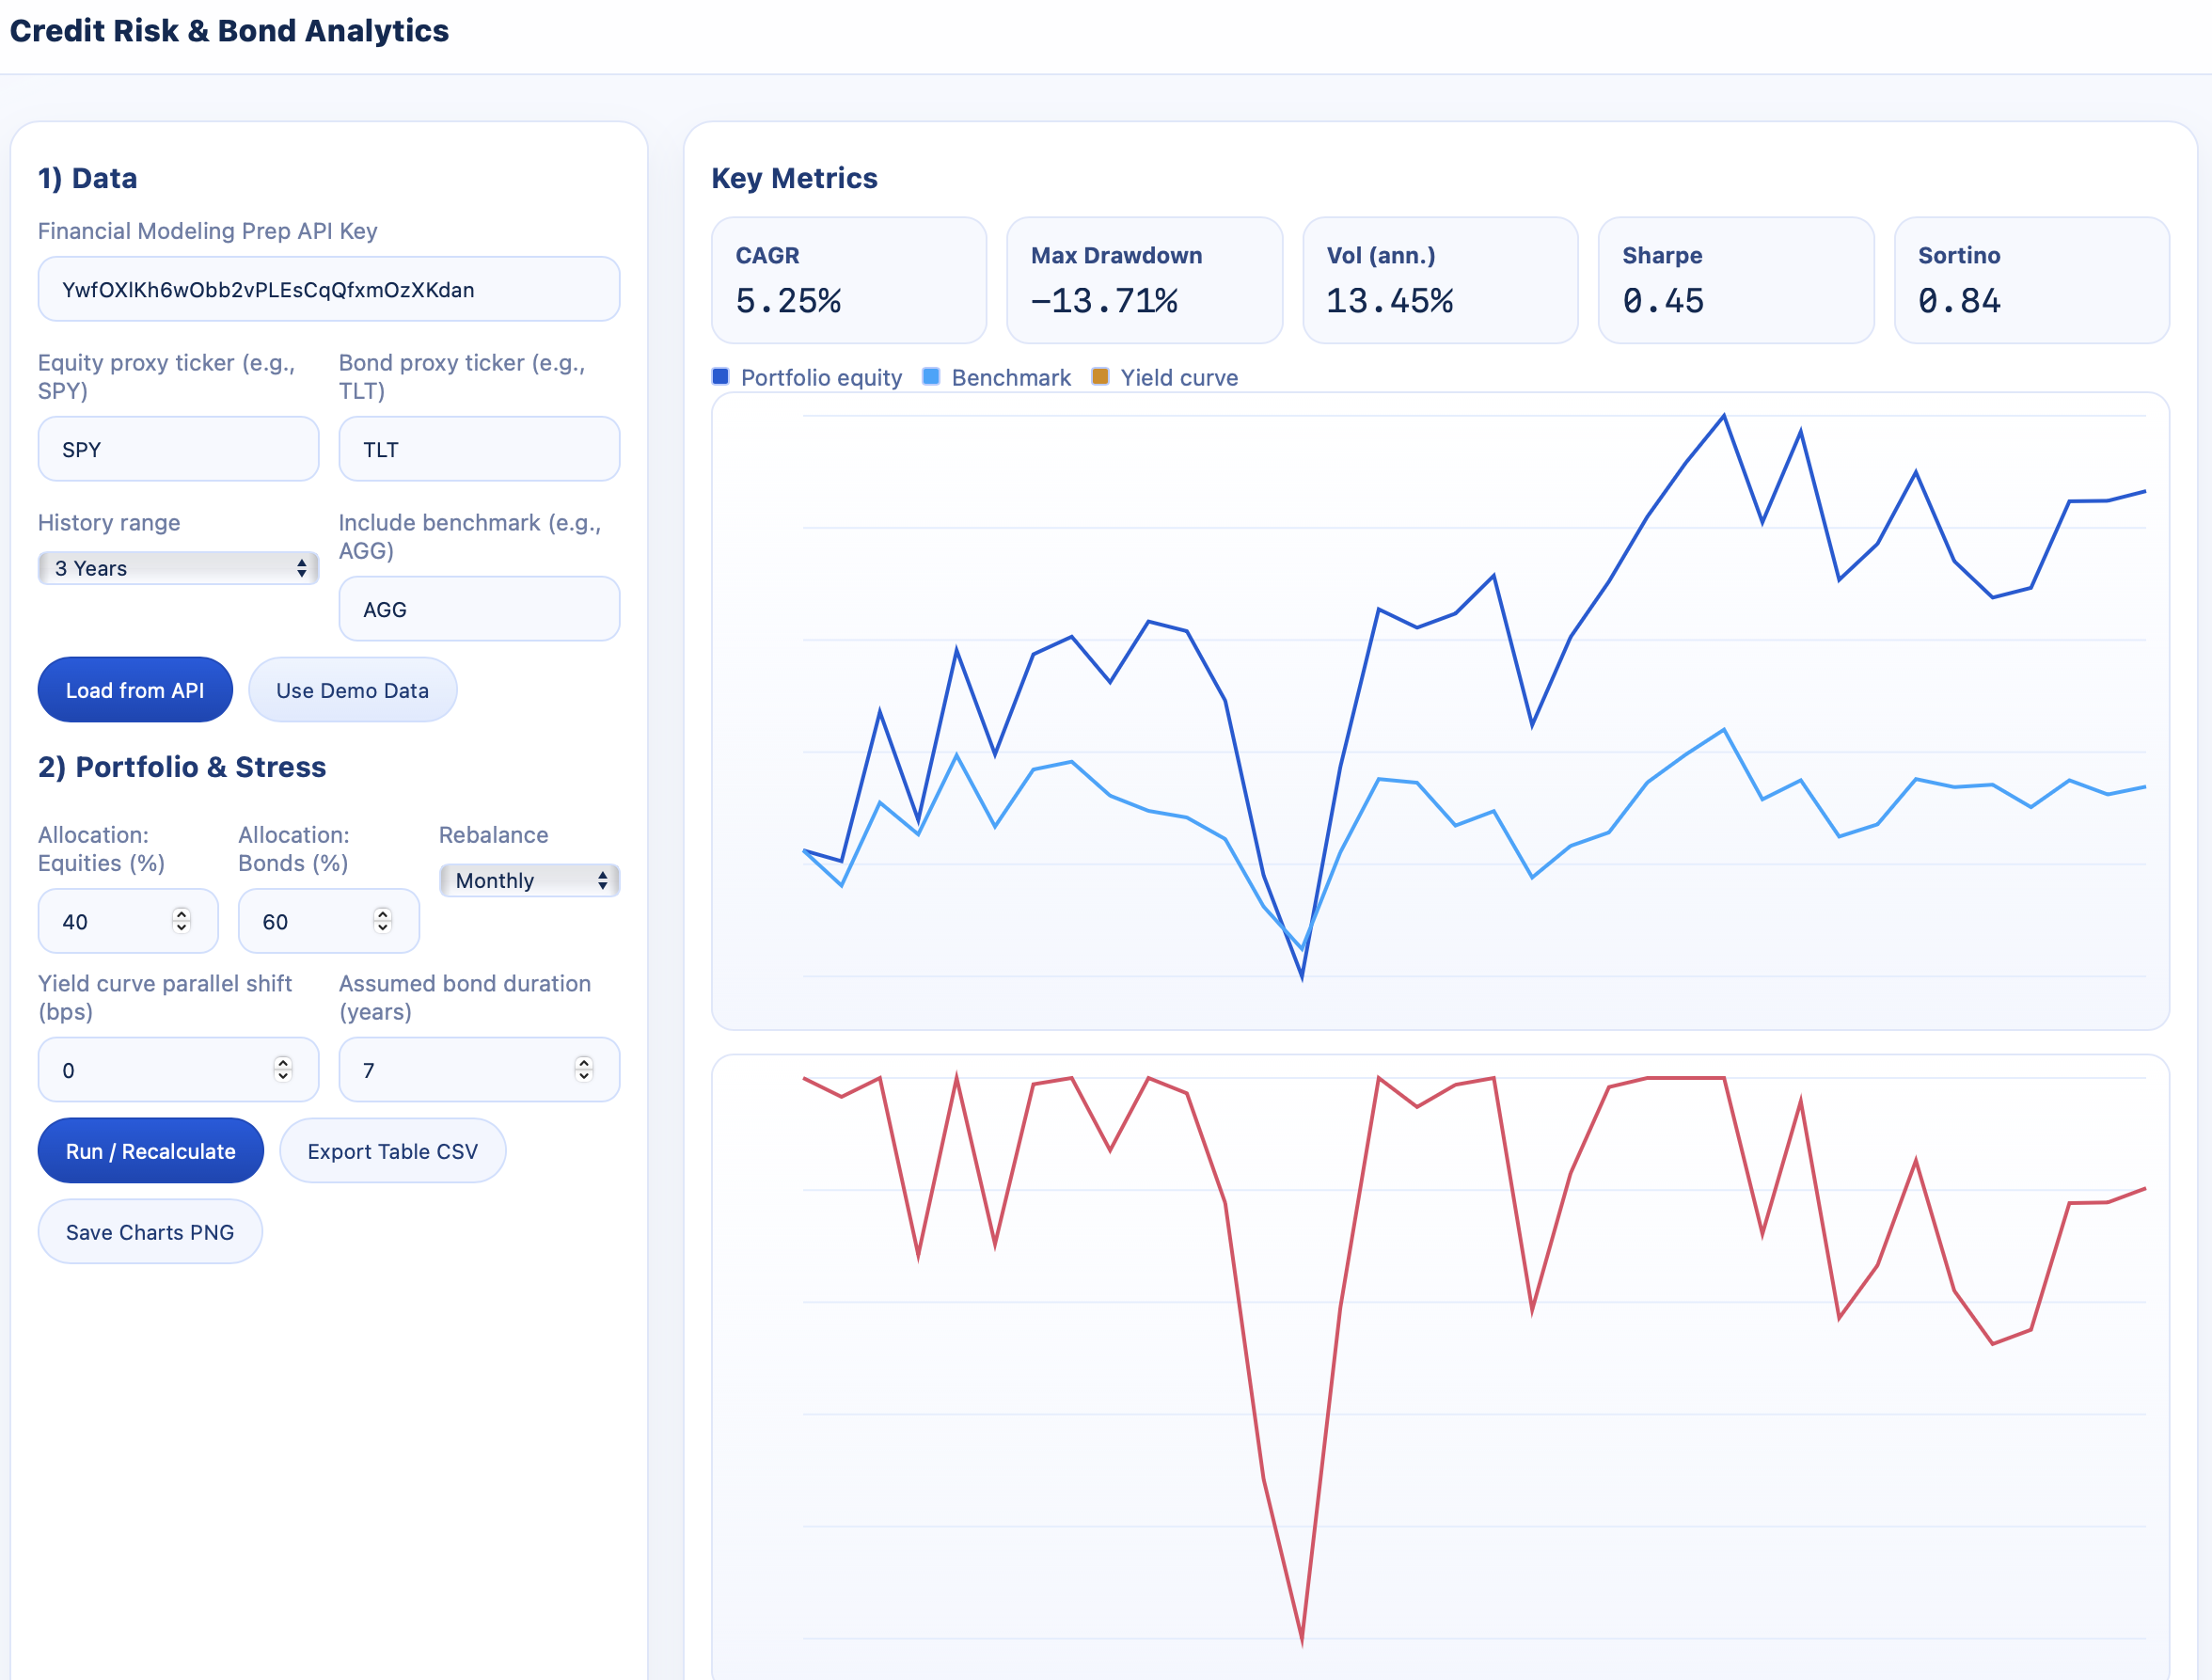 Credit Risk & Bond Analytics
1) Data
Financial Modeling Prep API Key
YwfOXlKh6wObb2vPLEsCqQfxmOzXKdan
Equity proxy ticker (e.g.,
SPY)
SPY
Bond proxy ticker (e.g.,
TLT)
TLT
History range
3 Years
Include benchmark (e.g.,
AGG)
AGG
Load from API
Use Demo Data
2) Portfolio & Stress
Allocation:
Equities (%)
40
Allocation:
Bonds (%)
60
Rebalance
Monthly
Yield curve parallel shift
(bps)
0
Assumed bond duration
(years)
7
Run / Recalculate
Export Table CSV
Save Charts PNG
Key Metrics
CAGR
5.25%
Max Drawdown
−13.71%
Vol (ann.)
13.45%
Sharpe
0.45
Sortino
0.84
Portfolio equity
Benchmark
Yield curve